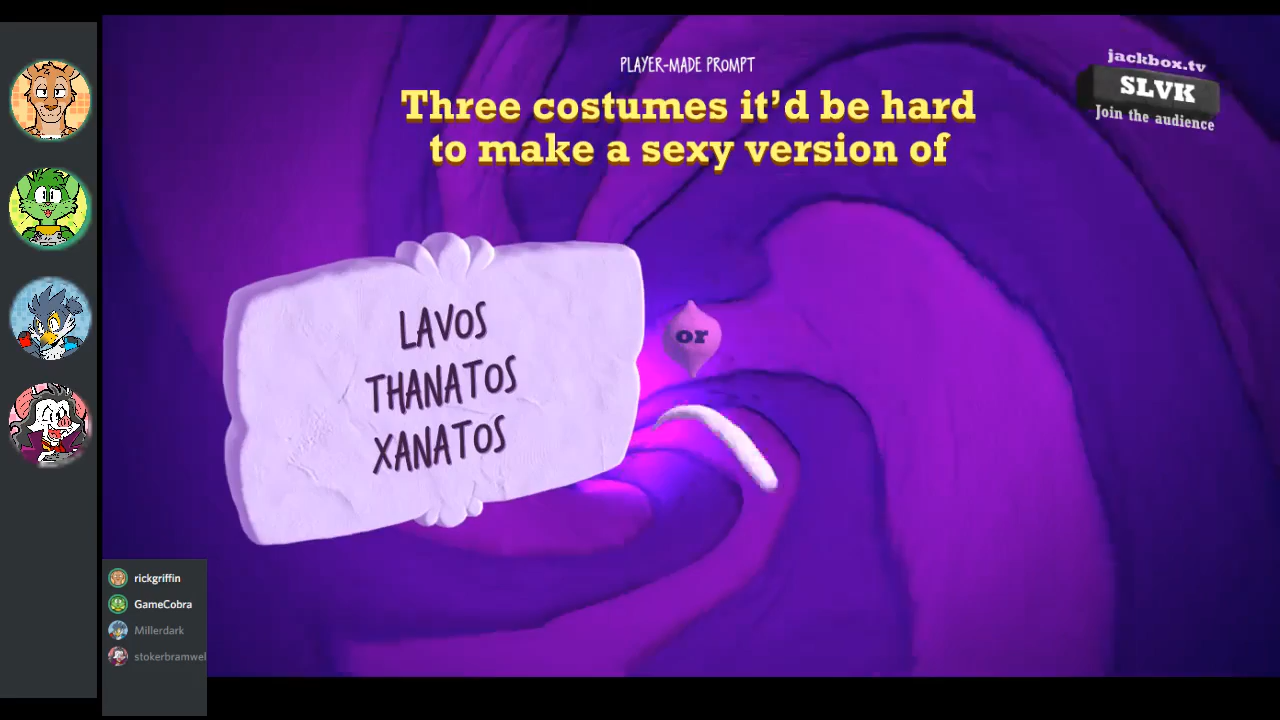 PLAYER-MADE PROMPT
Three costumes it'd be hard
to make a sexy version of
jackbox.tv
SLVK
Join the audience
LAVOS
THANATOS
XANATOS
or
rickgriffin
GameCobra
Millerdark
stokerbramwel